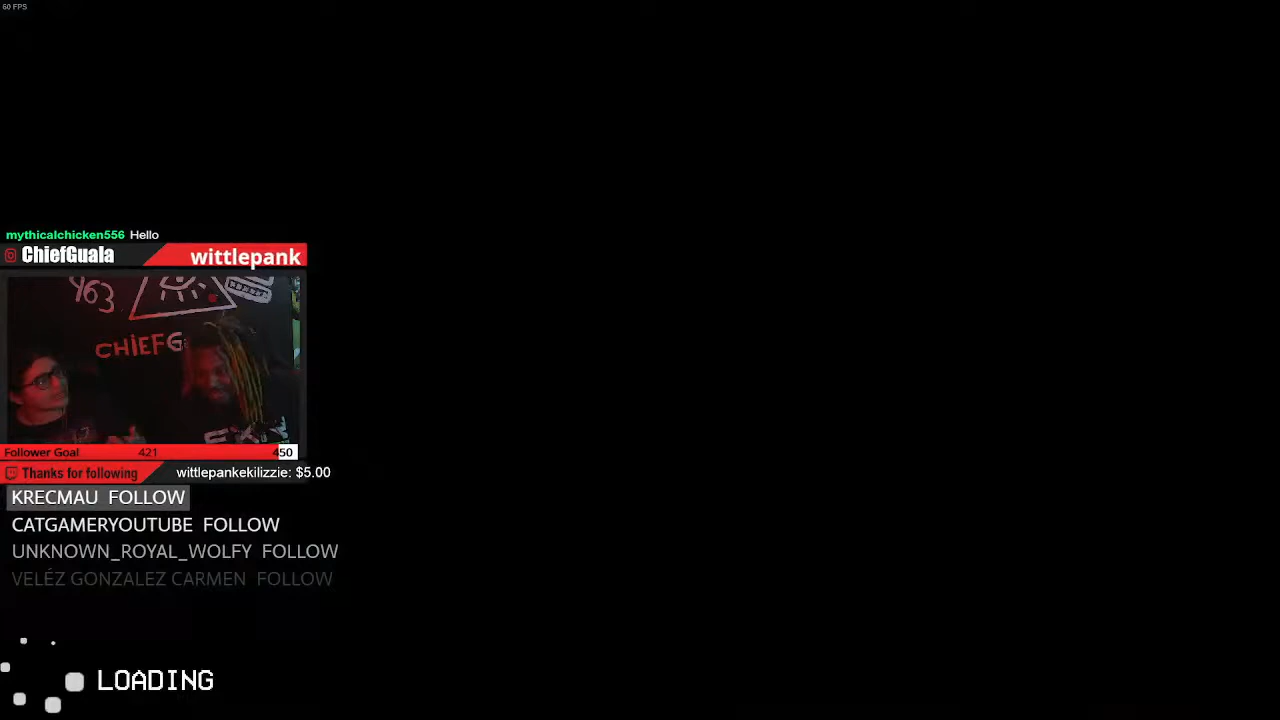 60 FPS
mythicalchicken556 Hello
ChiefGuala
wittlepank
463
CHIEFG
Follower Goal 421 450
Thanks for following
wittlepankekilizzie: $5.00
KRECMAU FOLLOW
CATGAMERYOUTUBE FOLLOW
UNKNOWN_ROYAL_WOLFY FOLLOW
VELÉZ GONZALEZ CARMEN FOLLOW
LOADING